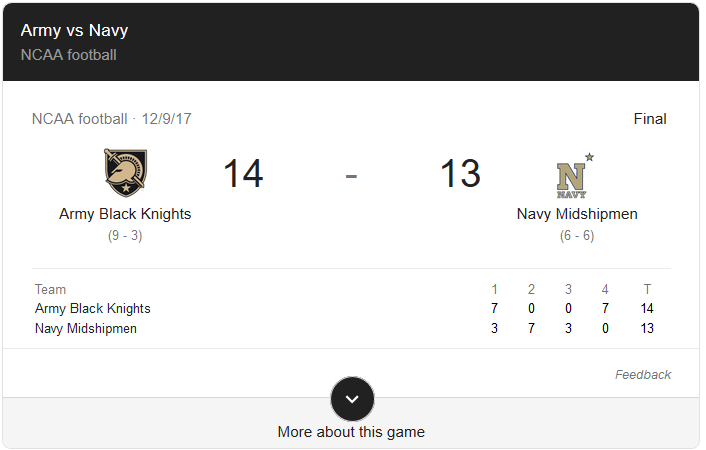 Army vs Navy
NCAA football
NCAA football · 12/9/17 Final
14 - 13
N
NAVY
Army Black Knights Navy Midshipmen
(9 - 3) (6 - 6)
Team 1 2 3 4 T
Army Black Knights 7 0 0 7 14
Navy Midshipmen 3 7 3 0 13
Feedback
More about this game